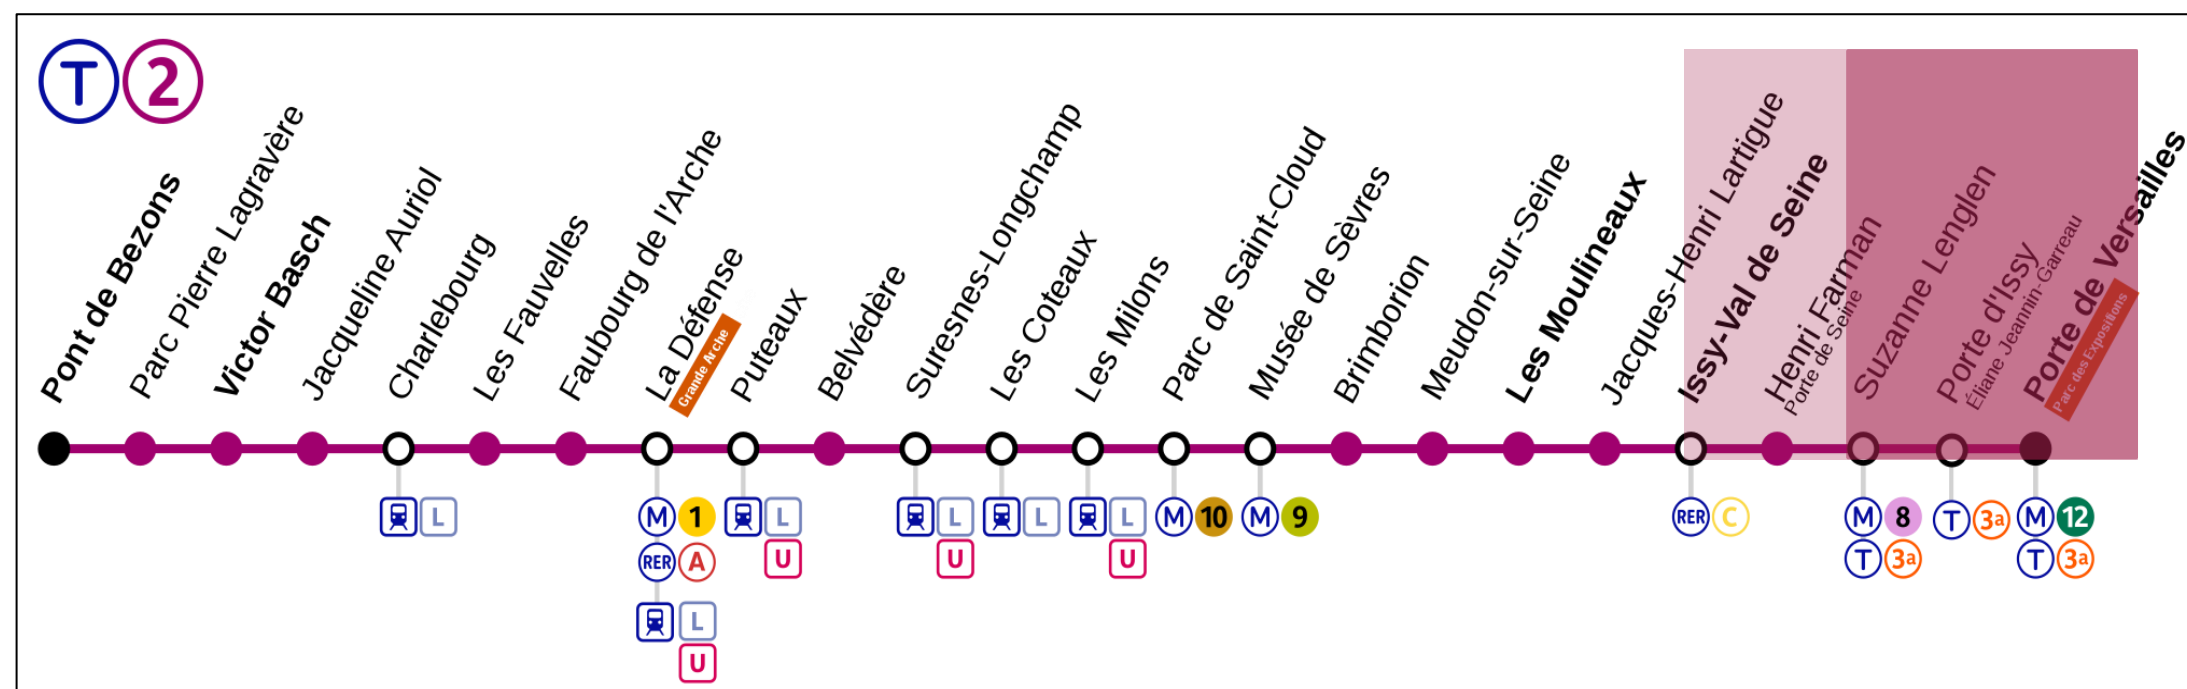 T 2
Pont de Bezons
Parc Pierre Lagravère
Victor Basch
Jacqueline Auriol
Charlebourg
Les Fauvelles
Faubourg de l'Arche
La Défense
Grande Arche
Puteaux
Belvédère
Suresnes-Longchamp
Les Coteaux
Les Milons
Parc de Saint-Cloud
Musée de Sèvres
Brimborion
Meudon-sur-Seine
Les Moulineaux
Jacques-Henri Lartigue
Issy-Val de Seine
Henri Farman
Porte de Seine
Suzanne Lenglen
Porte d'Issy
Éliane Jeannin-Garreau
Porte de Versailles
Parc des Expositions
L
M 1
RER A
L
U
L
U
L
U
L
L
U
M 10
M 9
RER C
M 8
T 3a
T 3a
M 12
T 3a